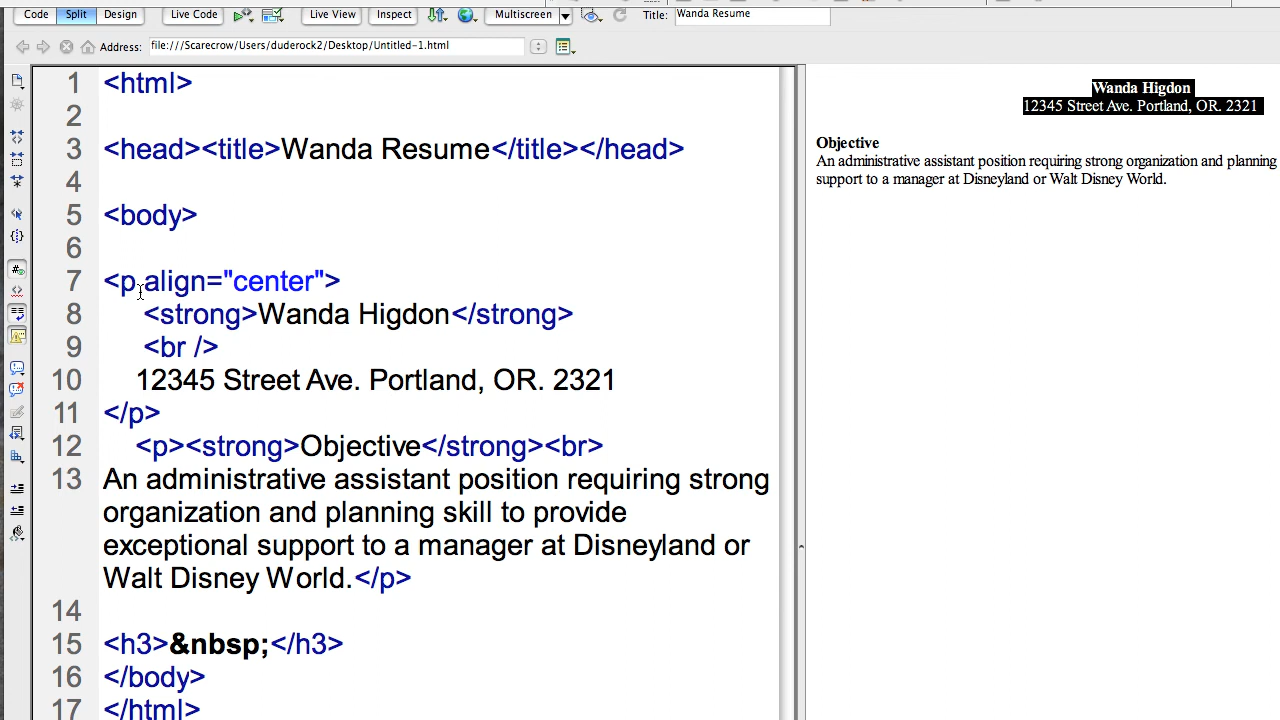 Code Split Design Live Code Live View Inspect Multiscreen Title: Wanda Resume
Address: file:///Scarecrow/Users/duderock2/Desktop/Untitled-1.html
1 <html>
2
3 <head><title>Wanda Resume</title></head>
4
5 <body>
6
7 <p align="center">
8 <strong>Wanda Higdon</strong>
9 <br />
10 12345 Street Ave. Portland, OR. 2321
11 </p>
12 <p><strong>Objective</strong><br>
13 An administrative assistant position requiring strong
organization and planning skill to provide
exceptional support to a manager at Disneyland or
Walt Disney World.</p>
14
15 <h3>&nbsp;</h3>
16 </body>
17 </html>
Wanda Higdon
12345 Street Ave. Portland, OR. 2321
Objective
An administrative assistant position requiring strong organization and planning
support to a manager at Disneyland or Walt Disney World.